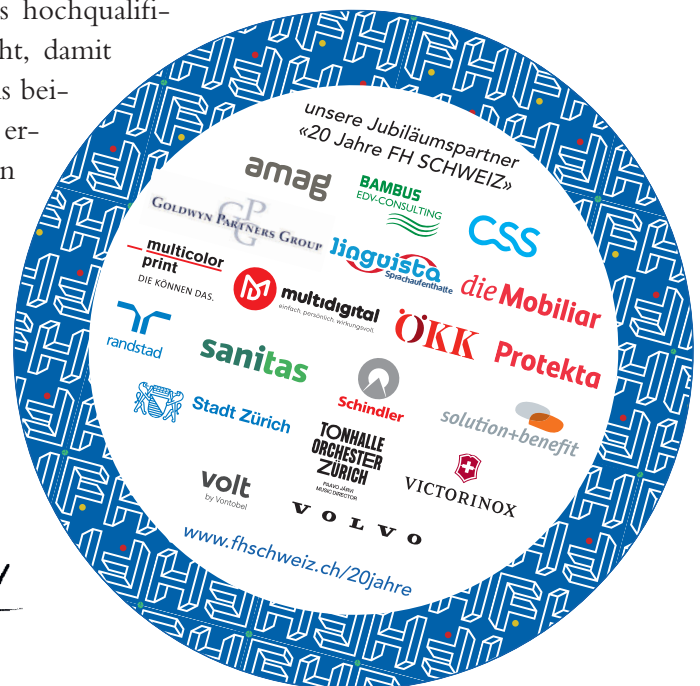 s hochqualifi-
ht, damit
s bei-
er-
n
unsere Jubiläumspartner
«20 Jahre FH SCHWEIZ»
amag
BAMBUS
EDV-CONSULTING
CSS
GOLDWYN PARTNERS GROUP
GPG
linguista
Sprachaufenthalte
die Mobiliar
multicolor
print
DIE KÖNNEN DAS.
multidigital
einfach. persönlich. wirkungsvoll.
ÖKK
Protekta
randstad
sanitas
Schindler
solution+benefit
Stadt Zürich
TONHALLE
ORCHESTER
ZÜRICH
PAAVO JÄRVI
MUSIC DIRECTOR
VICTORINOX
volt
by Vontobel
VOLVO
www.fhschweiz.ch/20jahre